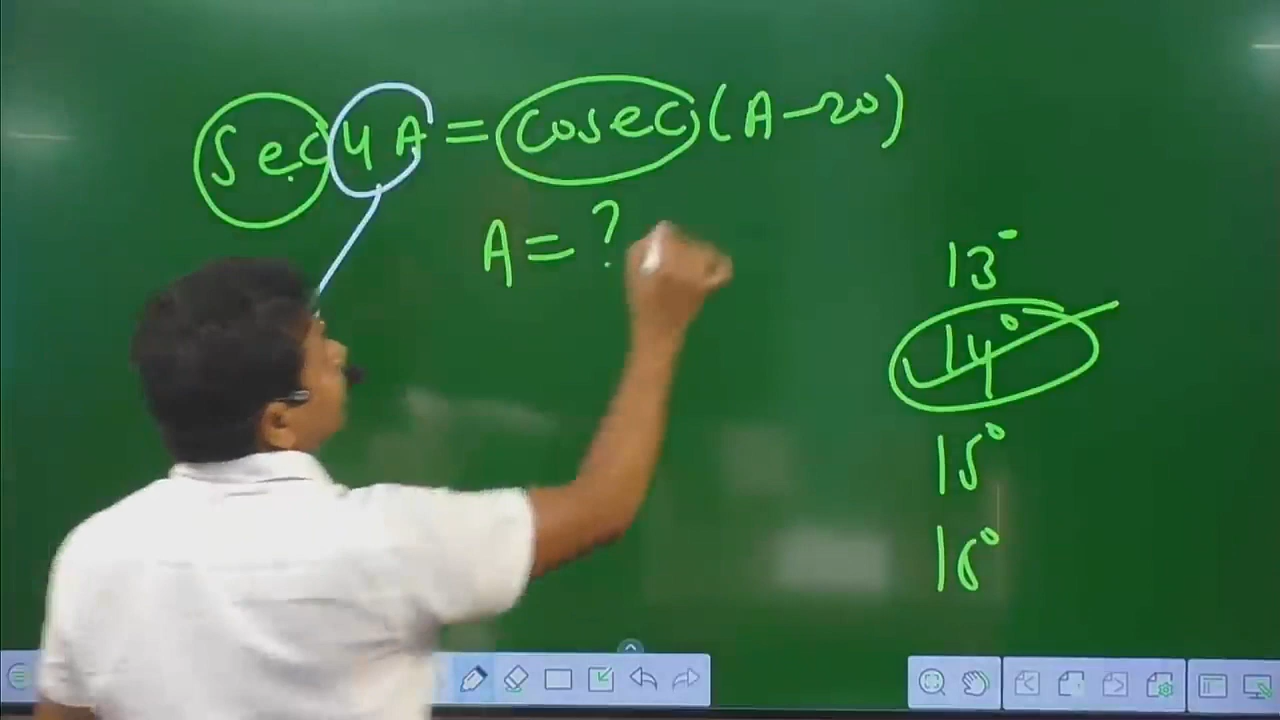 Sec 4A = Cosec (A-20)
A = ?
13°
14°
15°
16°